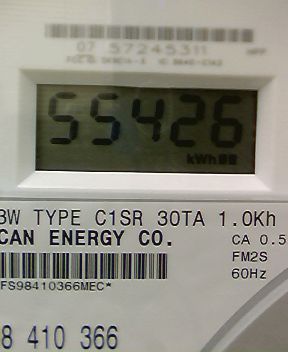 07 57245311
55426
kWh
3W TYPE C1SR 30TA 1.0Kh
CAN ENERGY CO.
CA 0.5
FM2S
60Hz
FS98410366MEC*
8 410 366